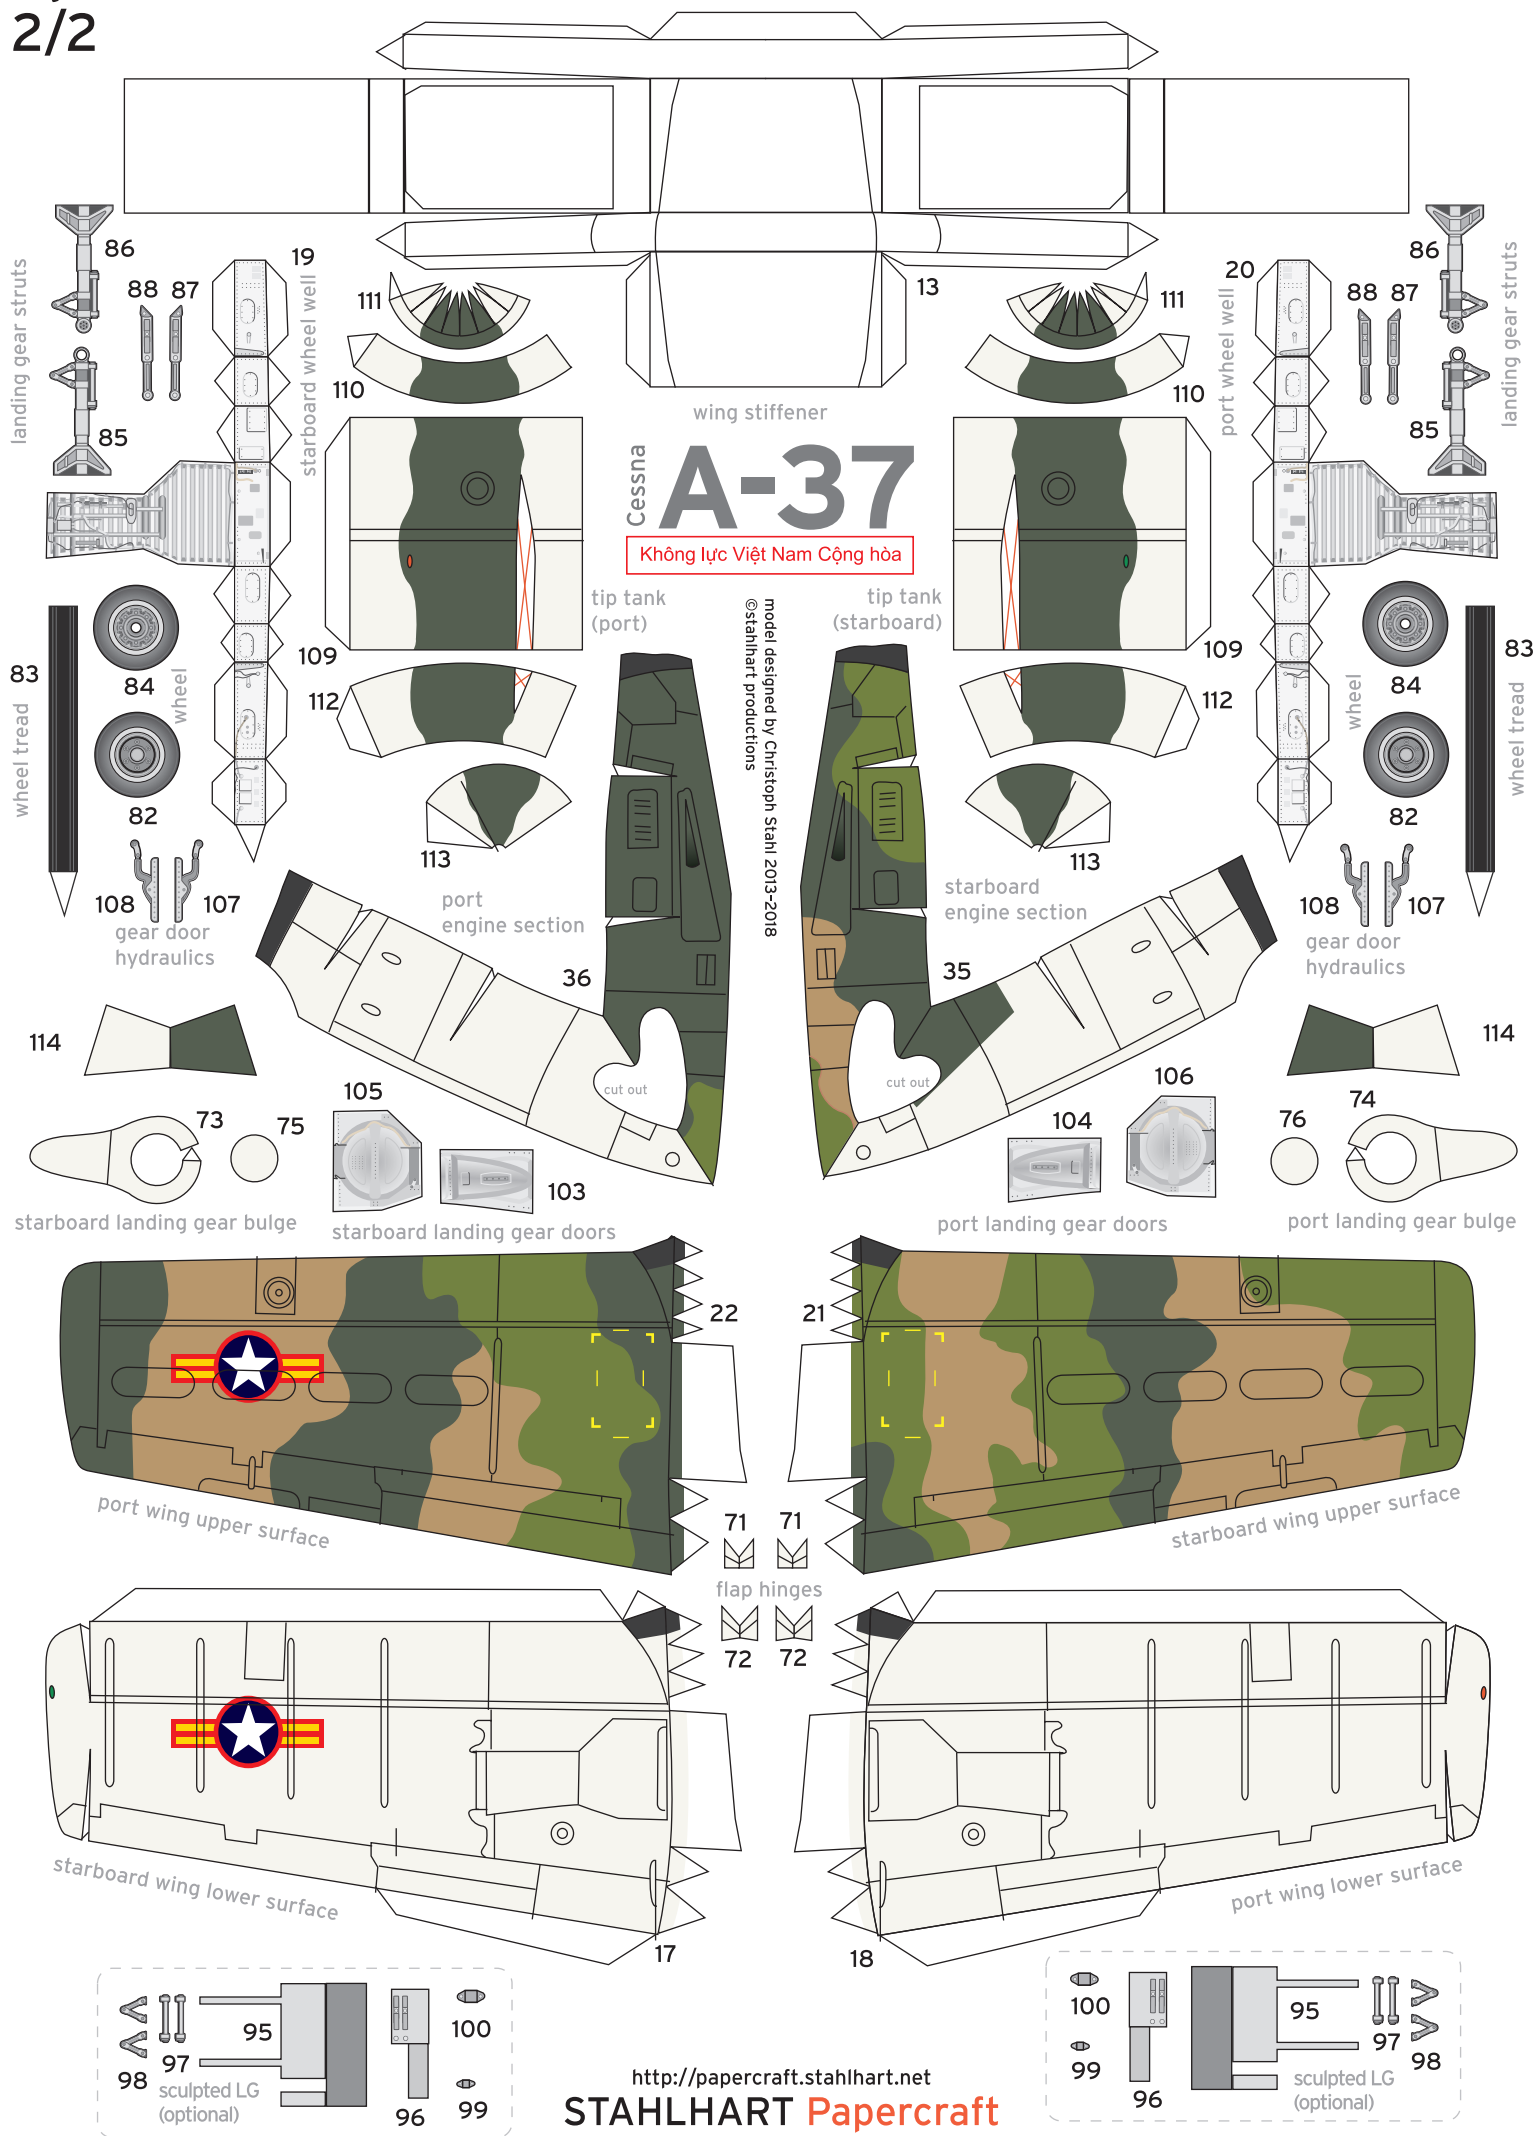 2/2
86
19
landing gear struts
88
87
starboard wheel well
111
13
111
20
port wheel well
86
88
87
landing gear struts
110
110
85
85
wing stiffener
Cessna
A-37
Không lực Việt Nam Cộng hòa
tip tank
(port)
tip tank
(starboard)
model designed by Christoph Stahl 2013-2018
©stahlhart productions
109
109
83
wheel tread
84
wheel
82
112
112
84
wheel
82
83
wheel tread
113
113
108
107
gear door
hydraulics
port
engine section
starboard
engine section
108
107
gear door
hydraulics
36
35
114
114
cut out
cut out
105
106
73
75
104
76
74
103
starboard landing gear bulge
starboard landing gear doors
port landing gear doors
port landing gear bulge
22
21
port wing upper surface
starboard wing upper surface
71
71
flap hinges
72
72
starboard wing lower surface
port wing lower surface
17
18
95
100
98
97
sculpted LG
(optional)
96
99
100
95
99
97
98
96
sculpted LG
(optional)
http://papercraft.stahlhart.net
STAHLHART Papercraft